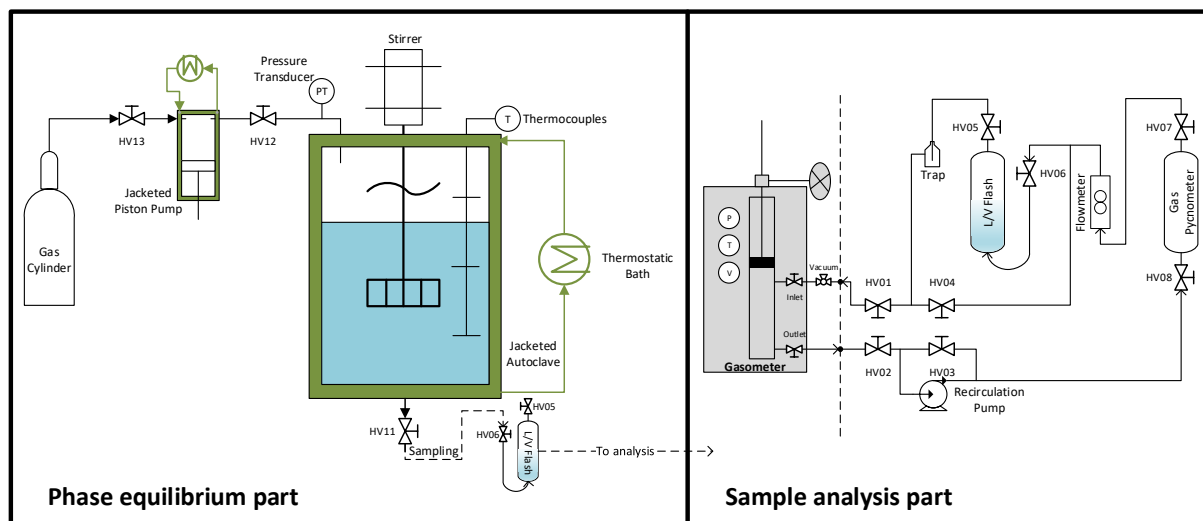 Stirrer
Pressure
Transducer
PT
HV13
HV12
T
Thermocouples
Jacketed
Piston Pump
Gas
Cylinder
Thermostatic
Bath
Jacketed
Autoclave
HV11
Sampling
HV05
HV06
L/V Flash
To analysis
Phase equilibrium part
HV05
HV07
Trap
HV06
L/V Flash
Flowmeter
Gas
Pycnometer
HV08
P
T
V
Vacuum
Inlet
HV01
HV04
Outlet
Gasometer
HV02
HV03
Recirculation
Pump
Sample analysis part